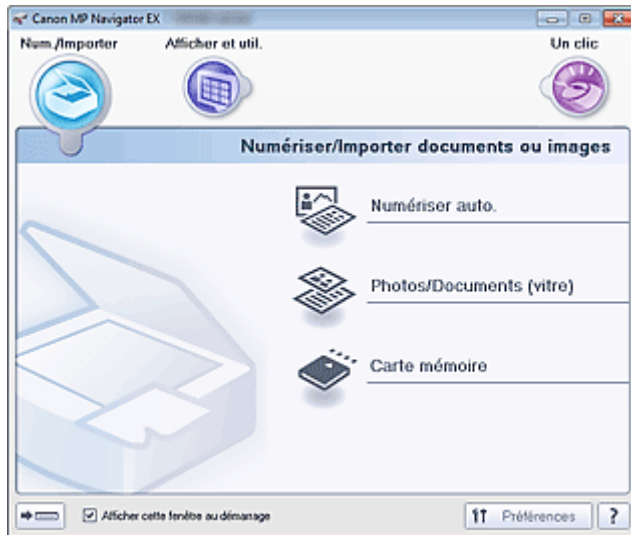 Canon MP Navigator EX
Num./Importer
Afficher et util.
Un clic
Numériser/Importer documents ou images
Numériser auto.
Photos/Documents (vitre)
Carte mémoire
Afficher cette fenêtre au démarrage
Préférences
?